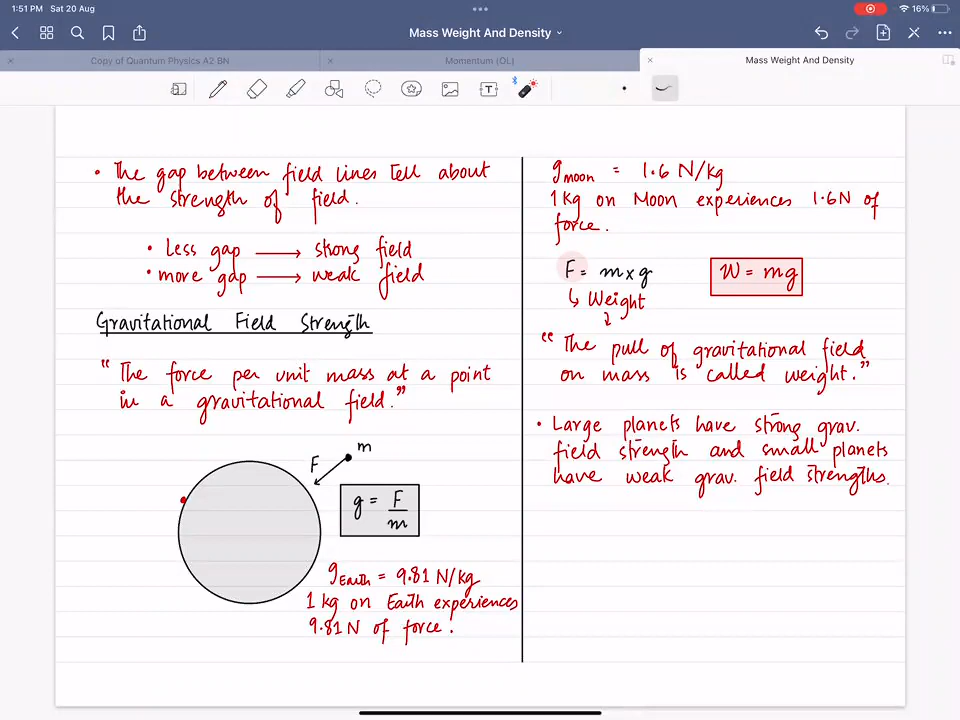 1:51 PM Sat 20 Aug
16%
Mass Weight And Density
Copy of Quantum Physics A2 BN
Momentum (OL)
Mass Weight And Density
• The gap between field lines tell about
the strength of field.
• Less gap → strong field
• more gap → weak field
Gravitational Field Strength
"The force per unit mass at a point
in a gravitational field."
m
F
g = F/m
gEarth = 9.81 N/kg
1 kg on Earth experiences
9.81 N of force.
gmoon = 1.6 N/kg
1kg on Moon experiences 1.6N of
force.
F = m x g
W = mg
↳ Weight
"The pull of gravitational field
on mass is called weight."
• Large planets have strong grav.
field strength and small planets
have weak grav. field strengths.